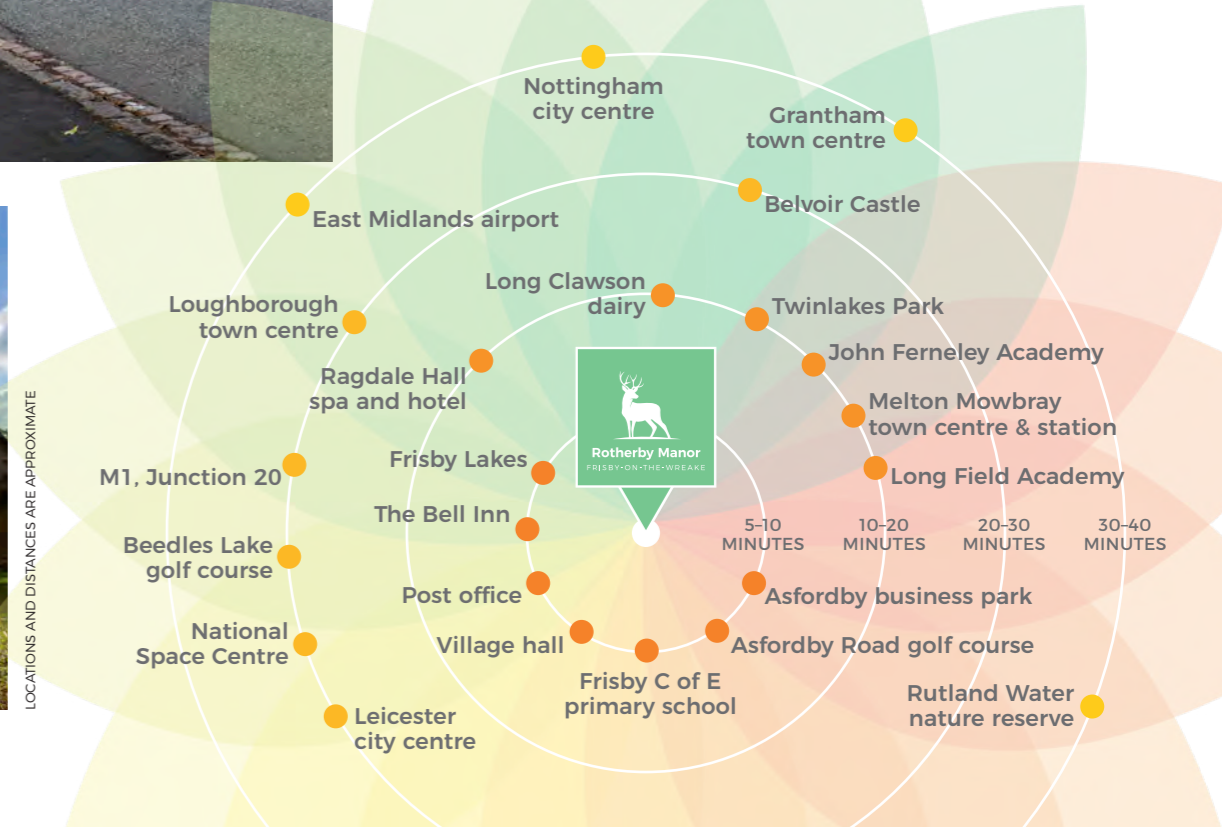 Nottingham
city centre
Grantham
town centre
East Midlands airport
Belvoir Castle
Long Clawson
dairy
Loughborough
town centre
Twinlakes Park
John Ferneley Academy
Ragdale Hall
spa and hotel
Melton Mowbray
town centre & station
Rotherby Manor
FRISBY•ON•THE•WREAKE
Frisby Lakes
M1, Junction 20
Long Field Academy
The Bell Inn
5–10
MINUTES
10–20
MINUTES
20–30
MINUTES
30–40
MINUTES
Beedles Lake
golf course
Post office
Asfordby business park
National
Space Centre
Village hall
Asfordby Road golf course
Frisby C of E
primary school
Rutland Water
nature reserve
Leicester
city centre
LOCATIONS AND DISTANCES ARE APPROXIMATE